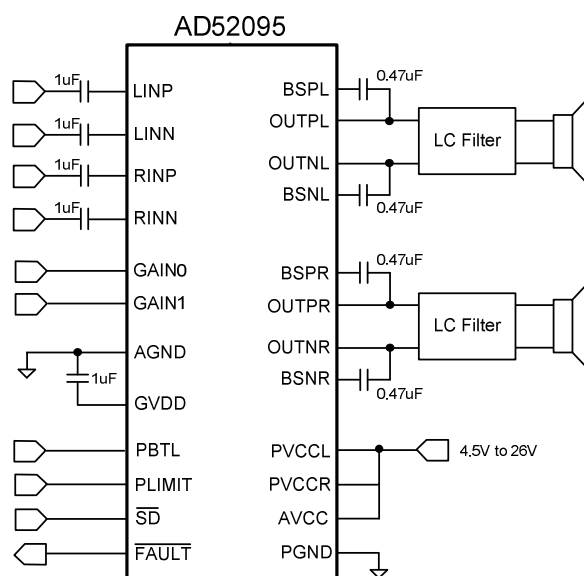 AD52095
1uF
LINP
1uF
LINN
1uF
RINP
1uF
RINN
GAIN0
GAIN1
AGND
1uF
GVDD
PBTL
PLIMIT
SD
FAULT
BSPL
0.47uF
OUTPL
LC Filter
OUTNL
BSNL
0.47uF
BSPR
0.47uF
OUTPR
LC Filter
OUTNR
BSNR
0.47uF
PVCCL
4.5V to 26V
PVCCR
AVCC
PGND